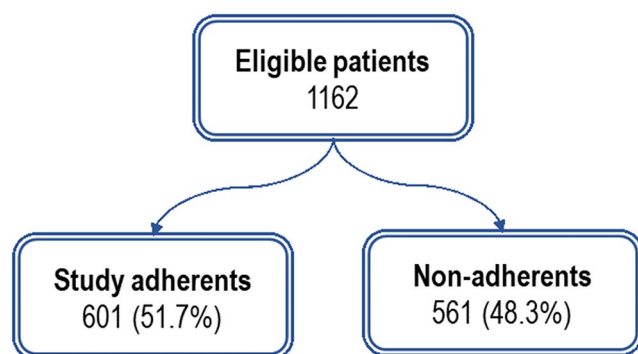 Eligible patients
1162
Study adherents
601 (51.7%)
Non-adherents
561 (48.3%)